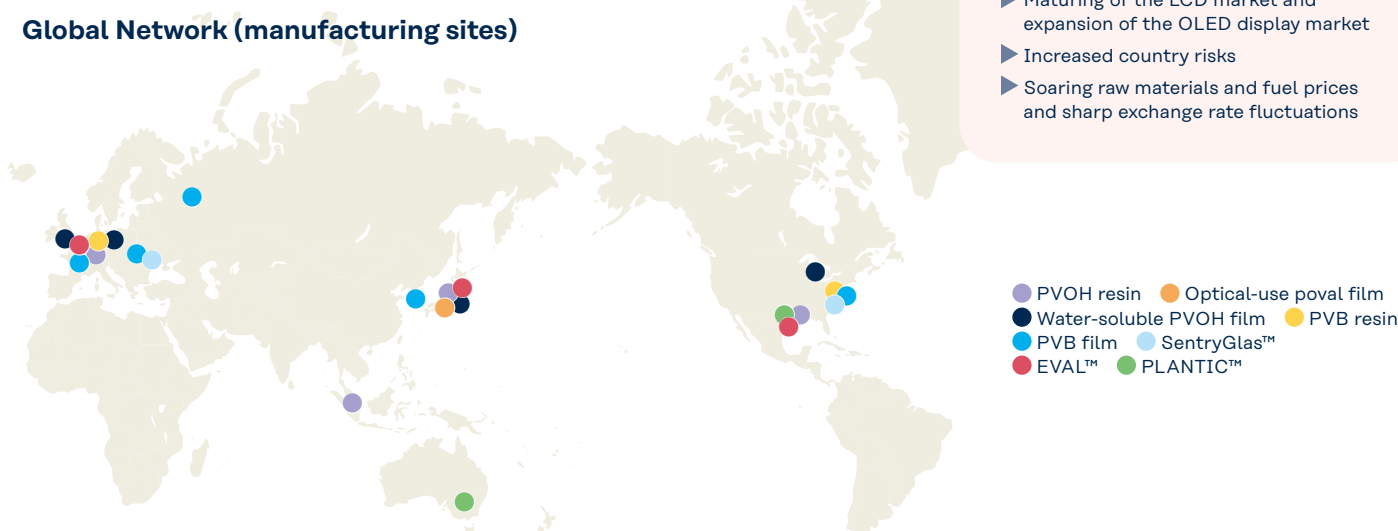 Global Network (manufacturing sites)
Maturing of the LCD market and
expansion of the OLED display market
Increased country risks
Soaring raw materials and fuel prices
and sharp exchange rate fluctuations
PVOH resin Optical-use poval film
Water-soluble PVOH film PVB resin
PVB film SentryGlas™
EVAL™ PLANTIC™